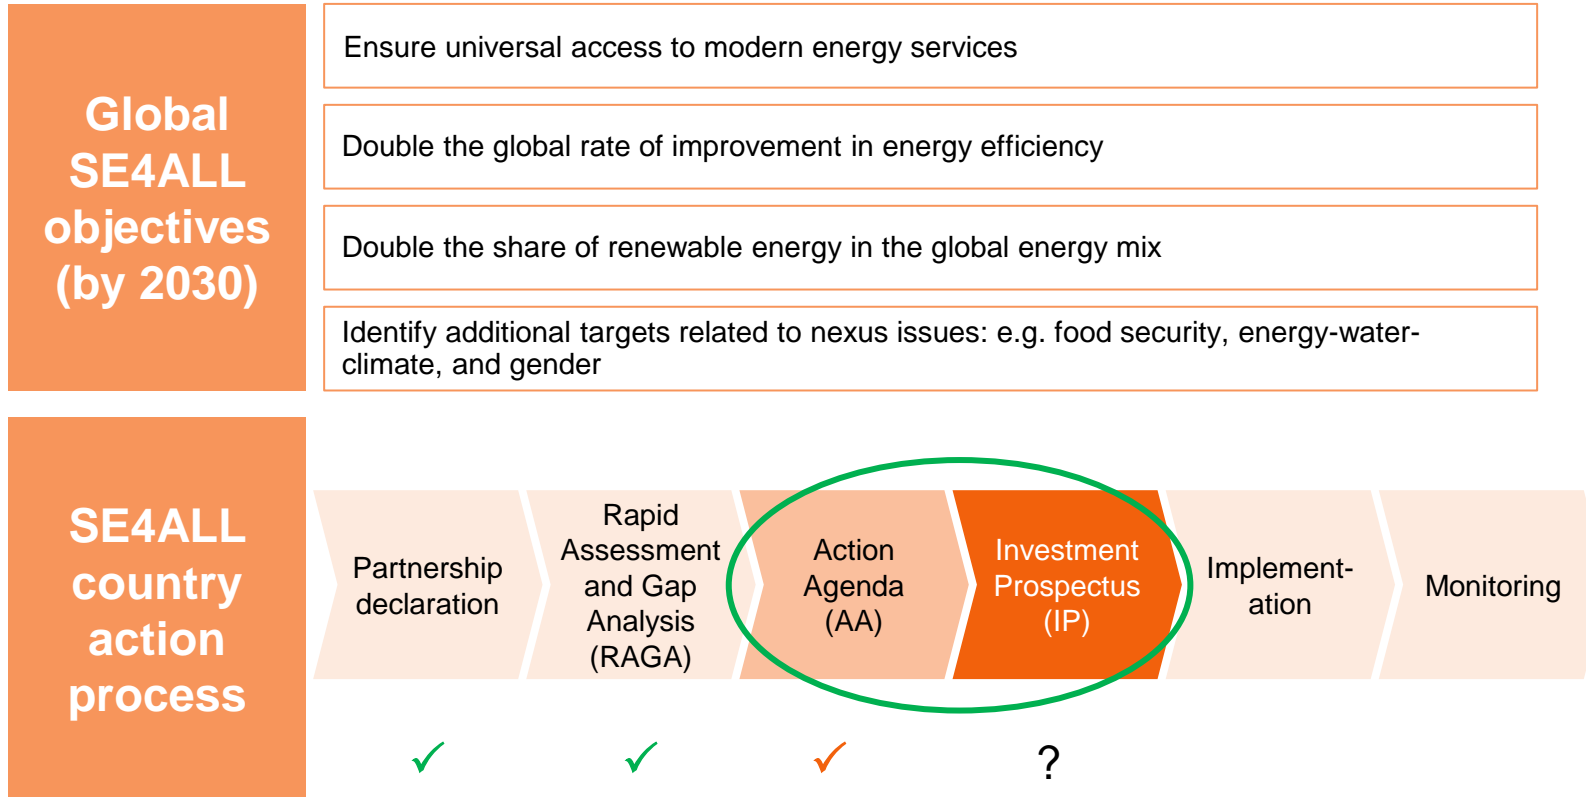 Global
SE4ALL
objectives
(by 2030)
Ensure universal access to modern energy services
Double the global rate of improvement in energy efficiency
Double the share of renewable energy in the global energy mix
Identify additional targets related to nexus issues: e.g. food security, energy-water-
climate, and gender
SE4ALL
country
action
process
Partnership
declaration
Rapid
Assessment
and Gap
Analysis
(RAGA)
Action
Agenda
(AA)
Investment
Prospectus
(IP)
Implement-
ation
Monitoring
✓ ✓ ✓ ?